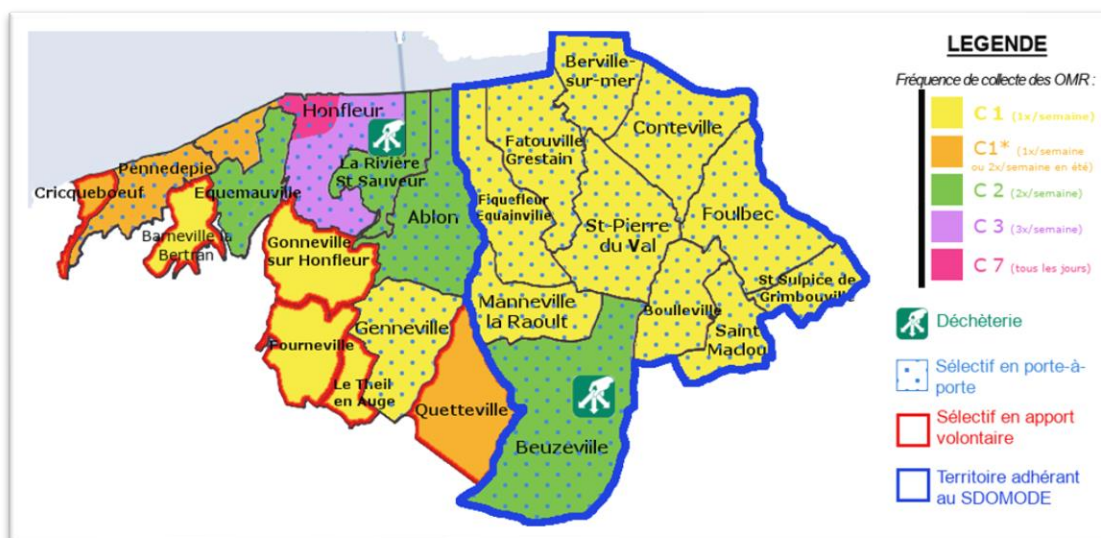 Berville-
sur-mer
Honfleur
Conteville
Fatouville
Grestain
La Rivière
St Sauveur
Pennedepie
Cricqueboeuf
Equemauville
Fiquefleur
Equainville
Foulbec
Ablon
St-Pierre
du Val
Barneville la
Bertran
Gonneville
sur Honfleur
St Sulpice de
Grimbouville
Manneville
la Raoult
Boulleville
Genneville
Saint
Maclou
Fourneville
Le Theil
en Auge
Quetteville
Beuzeville
LEGENDE
Fréquence de collecte des OMR :
C 1 (1x/semaine)
C1* (1x/semaine
ou 2x/semaine en été)
C 2 (2x/semaine)
C 3 (3x/semaine)
C 7 (tous les jours)
Déchèterie
Sélectif en porte-à-
porte
Sélectif en apport
volontaire
Territoire adhérant
au SDOMODE